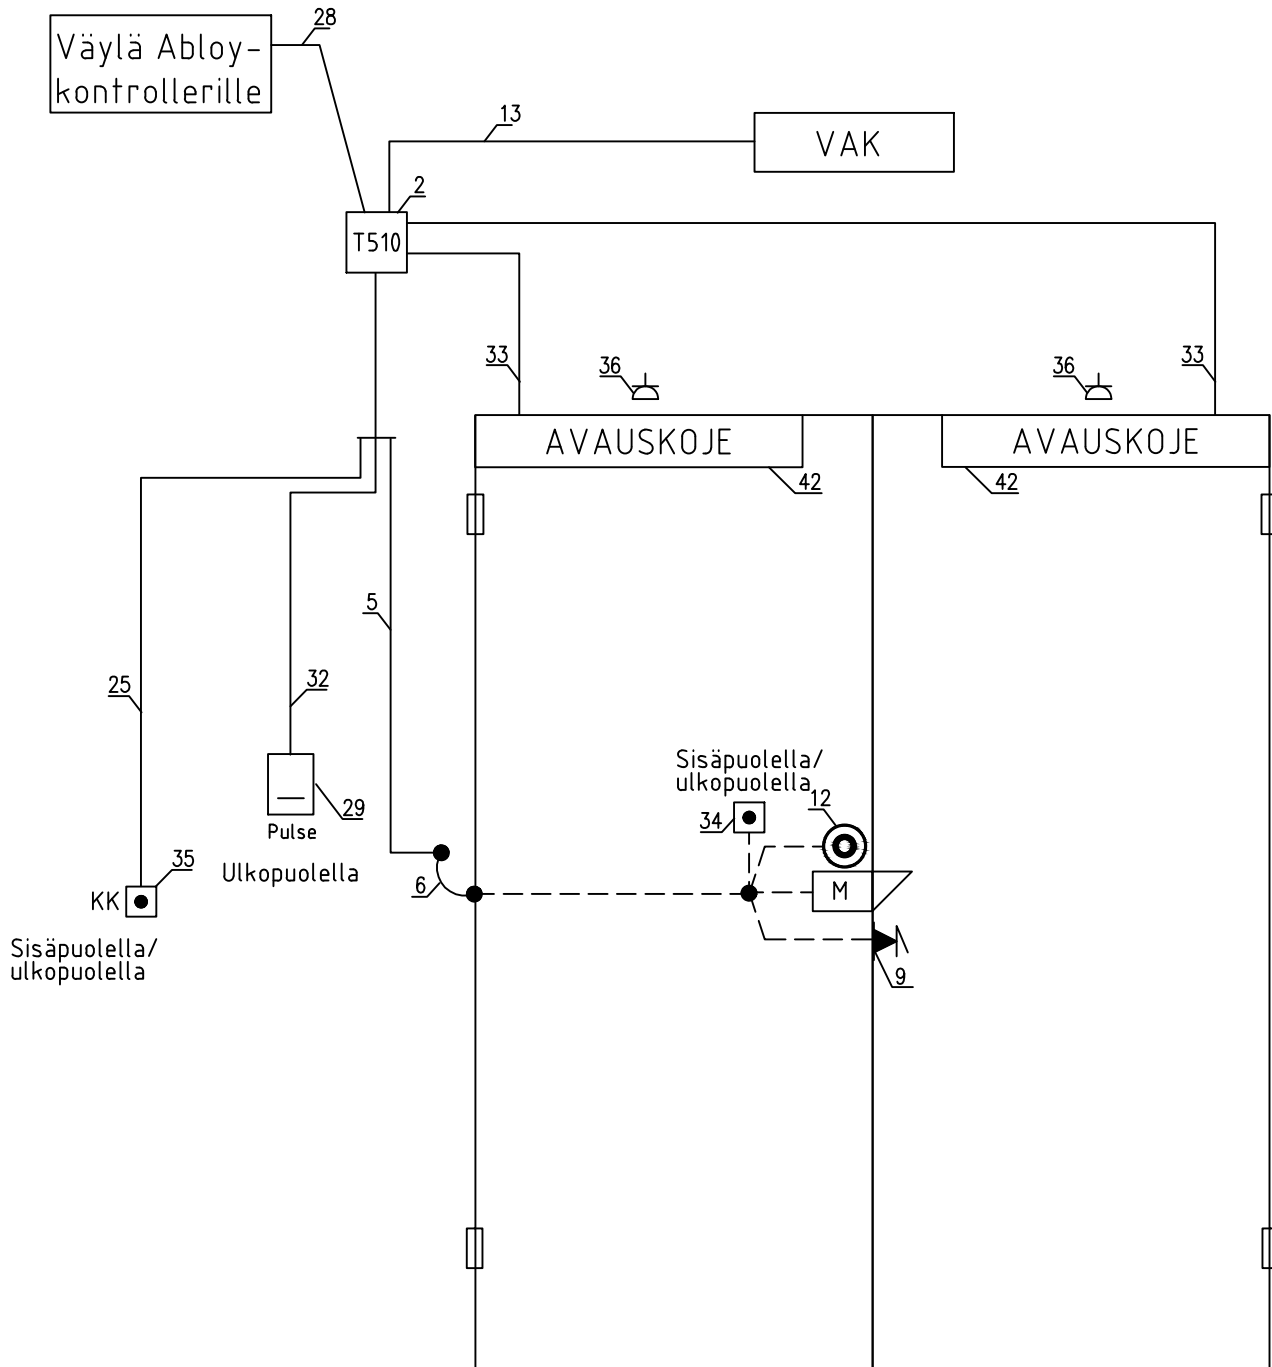 28
Väylä Abloy-
kontrollerille
13
VAK
2
T510
33
36
36
33
AVAUSKOJE
AVAUSKOJE
42
42
5
25
32
Sisäpuolella/
ulkopuolella
12
29
34
Pulse
35
Ulkopuolella
6
M
KK
Sisäpuolella/
ulkopuolella
9